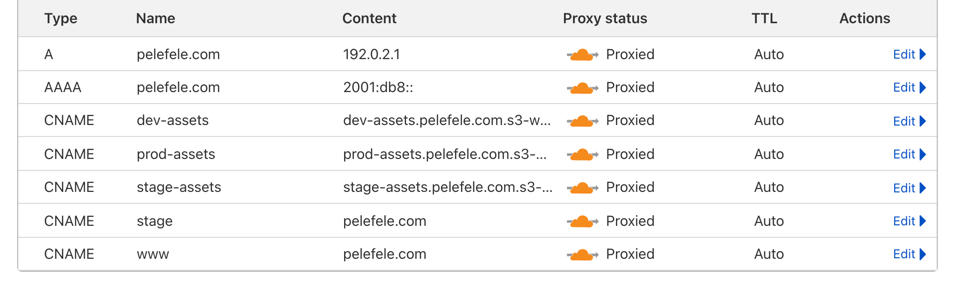 Type Name Content Proxy status TTL Actions
A pelefele.com 192.0.2.1 Proxied Auto Edit
AAAA pelefele.com 2001:db8:: Proxied Auto Edit
CNAME dev-assets dev-assets.pelefele.com.s3-w... Proxied Auto Edit
CNAME prod-assets prod-assets.pelefele.com.s3-... Proxied Auto Edit
CNAME stage-assets stage-assets.pelefele.com.s3-... Proxied Auto Edit
CNAME stage pelefele.com Proxied Auto Edit
CNAME www pelefele.com Proxied Auto Edit